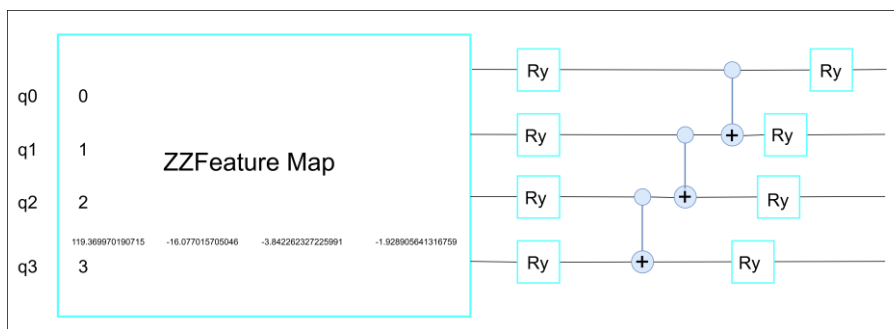 Ry Ry
q0 0
q1 1 Ry Ry
ZZFeature Map
q2 2 Ry Ry
119.369970190715 -16.077015705046 -3.842262327225991 -1.928905641316759
q3 3 Ry Ry